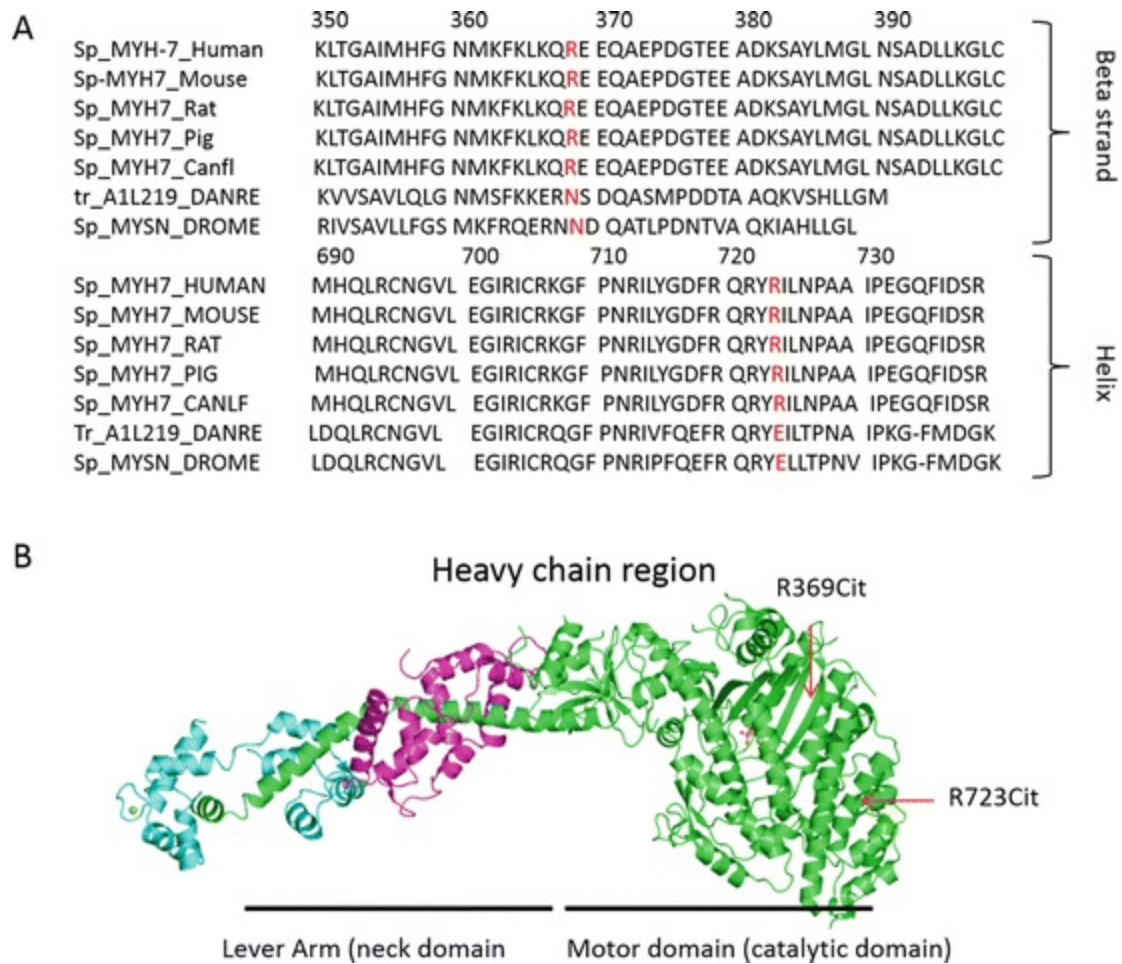 A
350 360 370 380 390
Sp_MYH-7_Human KLTGAIMHFG NMKFKLKQRE EQAEPDGTEE ADKSAYLMGL NSADLLKGLC
Sp-MYH7_Mouse KLTGAIMHFG NMKFKLKQRE EQAEPDGTEE ADKSAYLMGL NSADLLKGLC
Sp_MYH7_Rat KLTGAIMHFG NMKFKLKQRE EQAEPDGTEE ADKSAYLMGL NSADLLKGLC
Sp_MYH7_Pig KLTGAIMHFG NMKFKLKQRE EQAEPDGTEE ADKSAYLMGL NSADLLKGLC
Sp_MYH7_Canfl KLTGAIMHFG NMKFKLKQRE EQAEPDGTEE ADKSAYLMGL NSADLLKGLC
tr_A1L219_DANRE KVVSAVLQLG NMSFKKERNS DQASMPDDTA AQKVSHLLGM
Sp_MYSN_DROME RIVSAVLLFGS MKFRQERNND QATLPDNTVA QKIAHLLGL
Beta strand
690 700 710 720 730
Sp_MYH7_HUMAN MHQLRCNGVL EGIRICRKGF PNRILYGDFR QRYRILNPAA IPEGQFIDSR
Sp_MYH7_MOUSE MHQLRCNGVL EGIRICRKGF PNRILYGDFR QRYRILNPAA IPEGQFIDSR
Sp_MYH7_RAT MHQLRCNGVL EGIRICRKGF PNRILYGDFR QRYRILNPAA IPEGQFIDSR
Sp_MYH7_PIG MHQLRCNGVL EGIRICRKGF PNRILYGDFR QRYRILNPAA IPEGQFIDSR
Sp_MYH7_CANLF MHQLRCNGVL EGIRICRKGF PNRILYGDFR QRYRILNPAA IPEGQFIDSR
Tr_A1L219_DANRE LDQLRCNGVL EGIRICRQGF PNRIVFQEFR QRYEILTPNA IPKG-FMDGK
Sp_MYSN_DROME LDQLRCNGVL EGIRICRQGF PNRIPFQEFR QRYELLTPNV IPKG-FMDGK
Helix
B
Heavy chain region
R369Cit
R723Cit
Lever Arm (neck domain
Motor domain (catalytic domain)